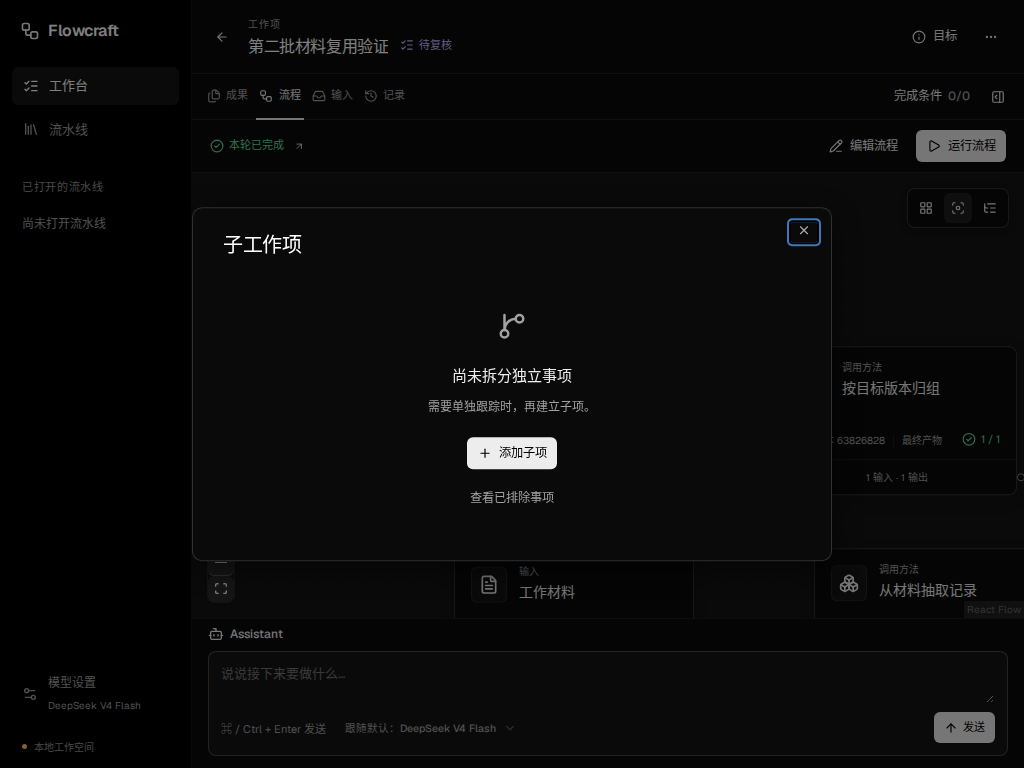 Flowcraft
工作台
流水线
已打开的流水线
尚未打开流水线
模型设置
DeepSeek V4 Flash
本地工作空间
工作项
第二批材料复用验证
待复核
目标
成果
流程
输入
记录
完成条件 0/0
本轮已完成
编辑流程
运行流程
子工作项
尚未拆分独立事项
需要单独跟踪时，再建立子项。
添加子项
查看已排除事项
调用方法
按目标版本归组
63826828
最终产物
1 / 1
1 输入 · 1 输出
输入
工作材料
调用方法
从材料抽取记录
React Flow
Assistant
说说接下来要做什么…
⌘ / Ctrl + Enter 发送
跟随默认：DeepSeek V4 Flash
发送